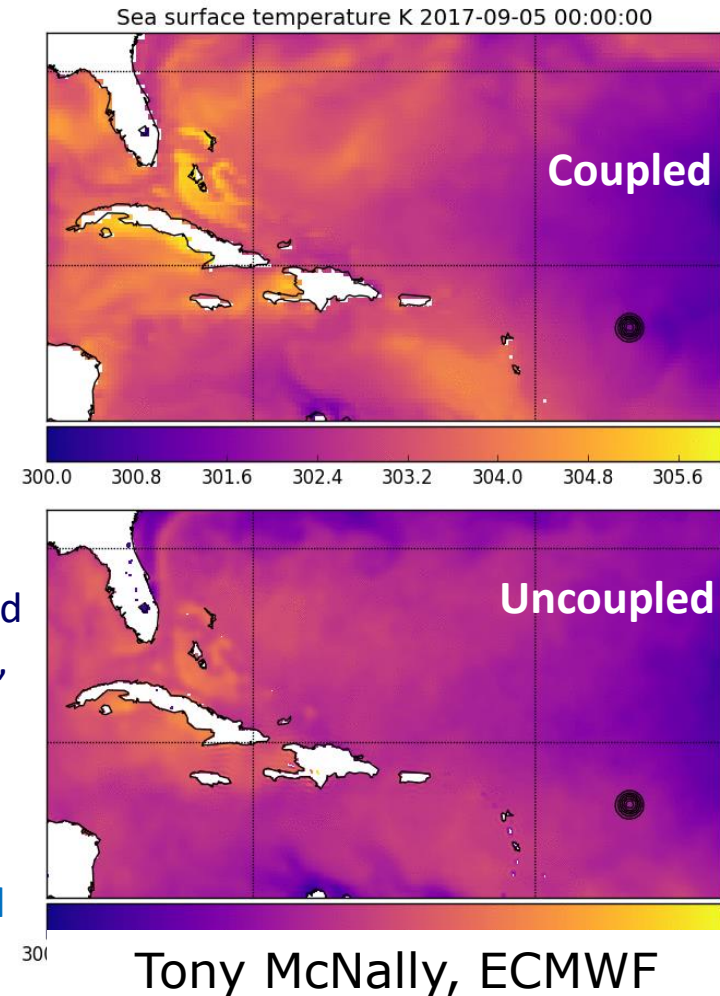 Sea surface temperature K 2017-09-05 00:00:00
Coupled
300.0 300.8 301.6 302.4 303.2 304.0 304.8 305.6
Uncoupled
Tony McNally, ECMWF